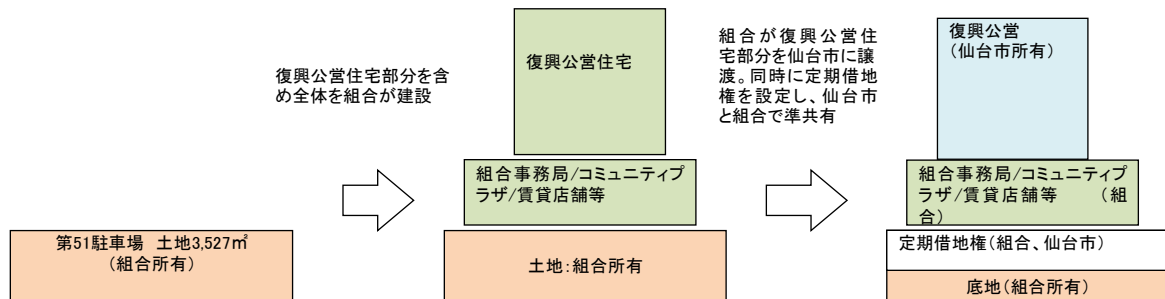 第51駐車場 土地3,527㎡
(組合所有)
復興公営住宅部分を含
め全体を組合が建設
復興公営住宅
組合事務局/コミュニティプ
ラザ/賃貸店舗等
土地:組合所有
組合が復興公営住
宅部分を仙台市に譲
渡。同時に定期借地
権を設定し、仙台市
と組合で準共有
復興公営
(仙台市所有)
組合事務局/コミュニティプ
ラザ/賃貸店舗等 (組
合)
定期借地権(組合、仙台市)
底地(組合所有)